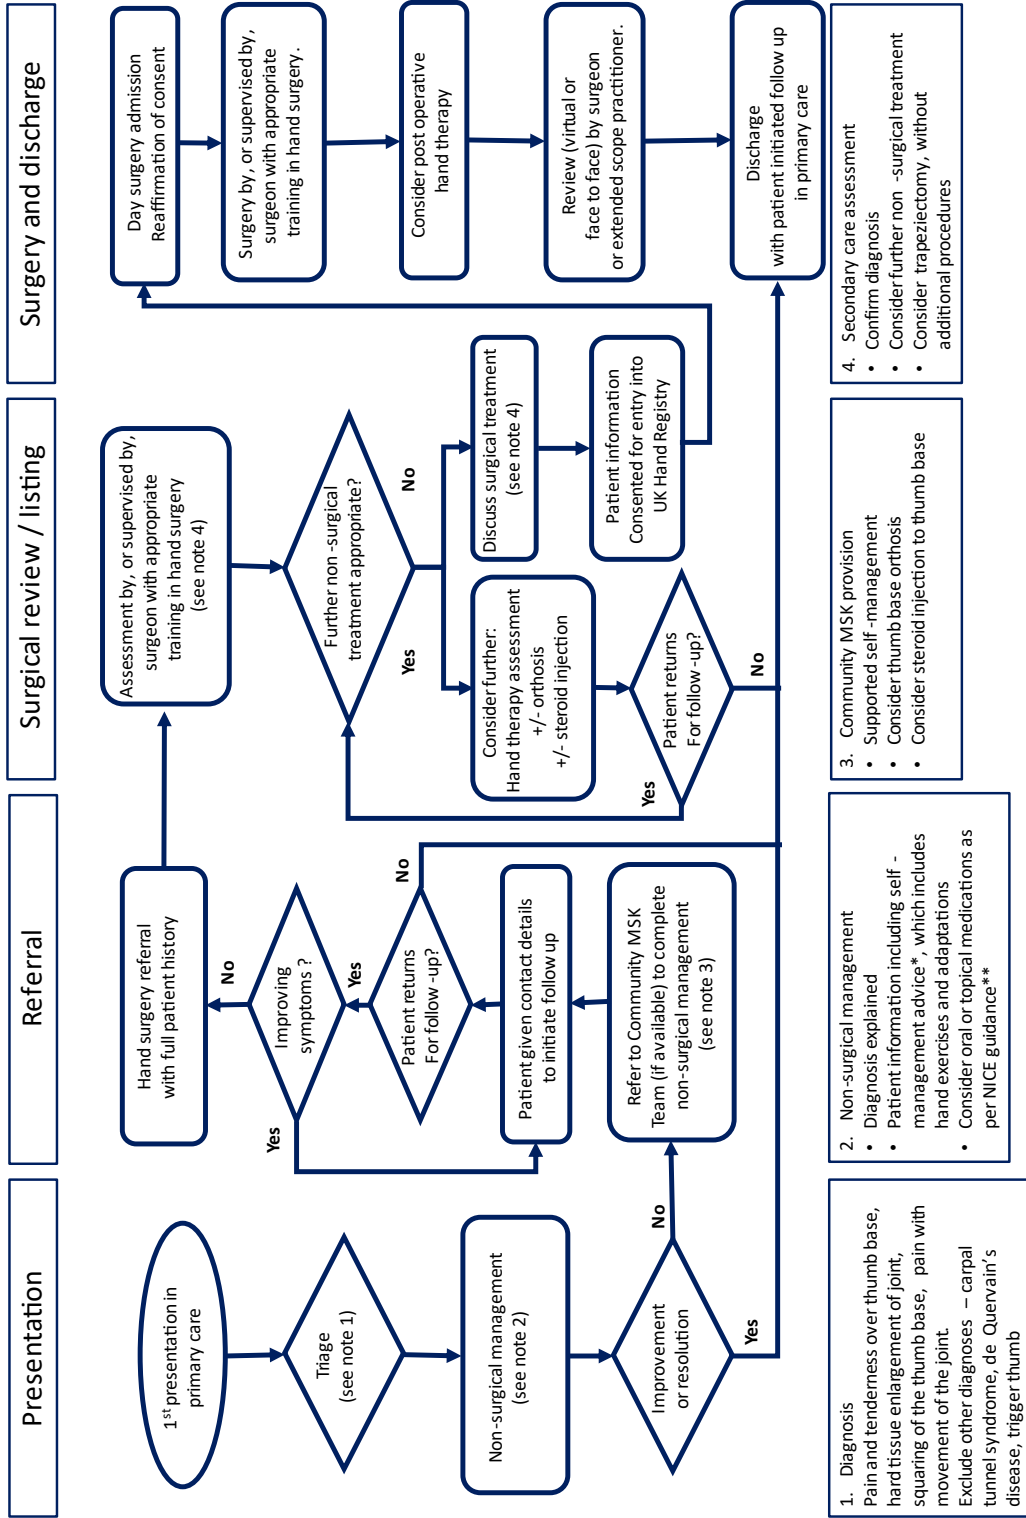 Presentation
1st presentation in
primary care
Triage
(see note 1)
Non-surgical management
(see note 2)
Improvement
or resolution
No
Yes
Referral
Hand surgery referral
with full patient history
No
Improving
symptoms ?
Yes
Yes
Patient returns
For follow -up?
No
Patient given contact details
to initiate follow up
Refer to Community MSK
Team (if available) to complete
non-surgical management
(see note 3)
Surgical review / listing
Assessment by, or supervised by,
surgeon with appropriate
training in hand surgery
(see note 4)
Further non -surgical
treatment appropriate?
Yes
No
Consider further:
Hand therapy assessment
+/- orthosis
+/- steroid injection
Discuss surgical treatment
(see note 4)
Patient returns
For follow -up?
Yes
No
Patient information
Consented for entry into
UK Hand Registry
Surgery and discharge
Day surgery admission
Reaffirmation of consent
Surgery by, or supervised by,
surgeon with appropriate
training in hand surgery.
Consider post operative
hand therapy
Review (virtual or
face to face) by surgeon
or extended scope practitioner.
Discharge
with patient initiated follow up
in primary care
1. Diagnosis
Pain and tenderness over thumb base,
hard tissue enlargement of joint,
squaring of the thumb base, pain with
movement of the joint.
Exclude other diagnoses – carpal
tunnel syndrome, de Quervain’s
disease, trigger thumb
2. Non-surgical management
• Diagnosis explained
• Patient information including self -
management advice*, which includes
hand exercises and adaptations
• Consider oral or topical medications as
per NICE guidance**
3. Community MSK provision
• Supported self -management
• Consider thumb base orthosis
• Consider steroid injection to thumb base
4. Secondary care assessment
• Confirm diagnosis
• Consider further non -surgical treatment
• Consider trapeziectomy, without
additional procedures